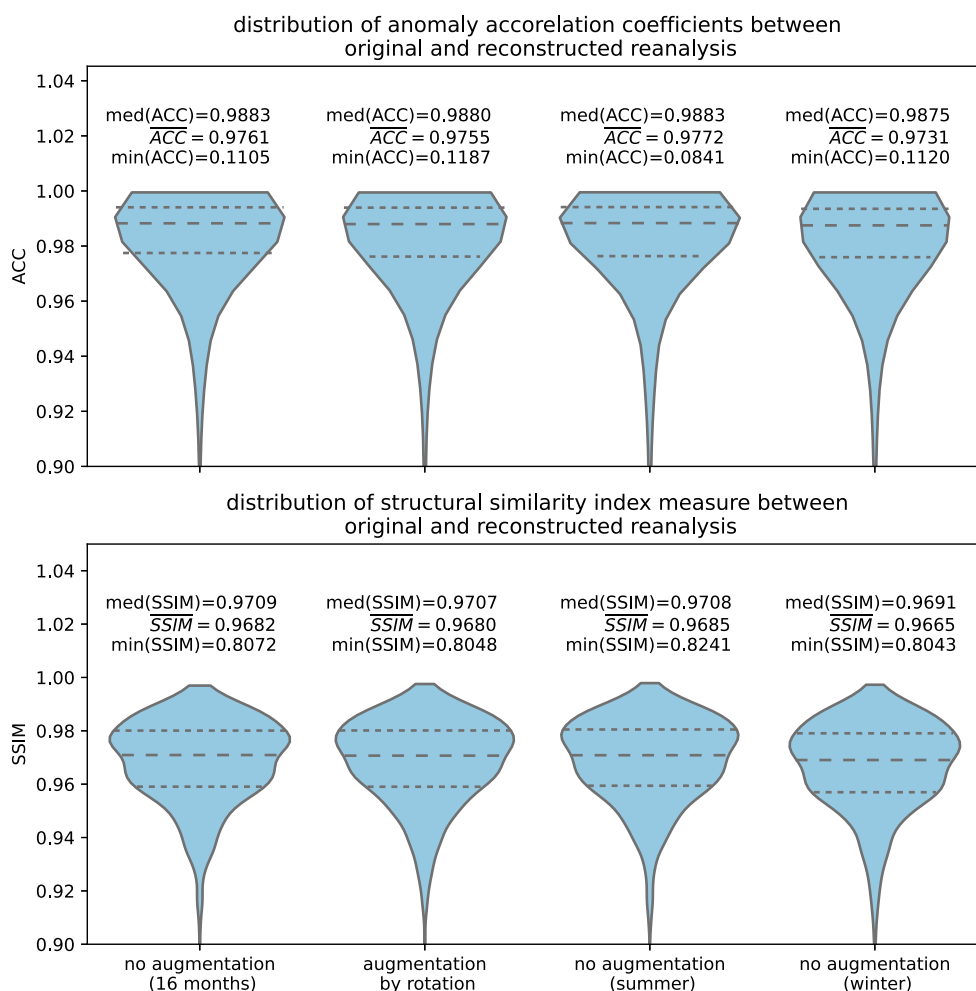 distribution of anomaly accorelation coefficients between
original and reconstructed reanalysis
1.04
1.02
1.00
0.98
0.96
0.94
0.92
0.90
ACC
med(ACC)=0.9883
ACC = 0.9761
min(ACC)=0.1105
med(ACC)=0.9880
ACC = 0.9755
min(ACC)=0.1187
med(ACC)=0.9883
ACC = 0.9772
min(ACC)=0.0841
med(ACC)=0.9875
ACC = 0.9731
min(ACC)=0.1120
distribution of structural similarity index measure between
original and reconstructed reanalysis
1.04
1.02
1.00
0.98
0.96
0.94
0.92
0.90
SSIM
med(SSIM)=0.9709
SSIM = 0.9682
min(SSIM)=0.8072
med(SSIM)=0.9707
SSIM = 0.9680
min(SSIM)=0.8048
med(SSIM)=0.9708
SSIM = 0.9685
min(SSIM)=0.8241
med(SSIM)=0.9691
SSIM = 0.9665
min(SSIM)=0.8043
no augmentation
(16 months)
augmentation
by rotation
no augmentation
(summer)
no augmentation
(winter)